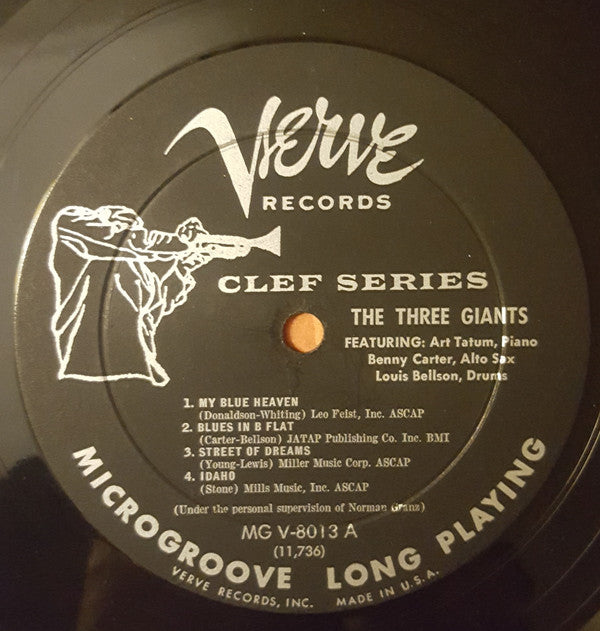 Verve
RECORDS
CLEF SERIES
THE THREE GIANTS
FEATURING: Art Tatum, Piano
Benny Carter, Alto Sax
Louis Bellson, Drums
1. MY BLUE HEAVEN
(Donaldson-Whiting) Leo Feist, Inc. ASCAP
2. BLUES IN B FLAT
(Carter-Bellson) JATAP Publishing Co. Inc. BMI
3. STREET OF DREAMS
(Young-Lewis) Miller Music Corp. ASCAP
4. IDAHO
(Stone) Mills Music, Inc. ASCAP
(Under the personal supervision of Norman Granz)
MG V-8013 A
(11,736)
MICROGROOVE LONG PLAYING
VERVE RECORDS, INC. MADE IN U.S.A.